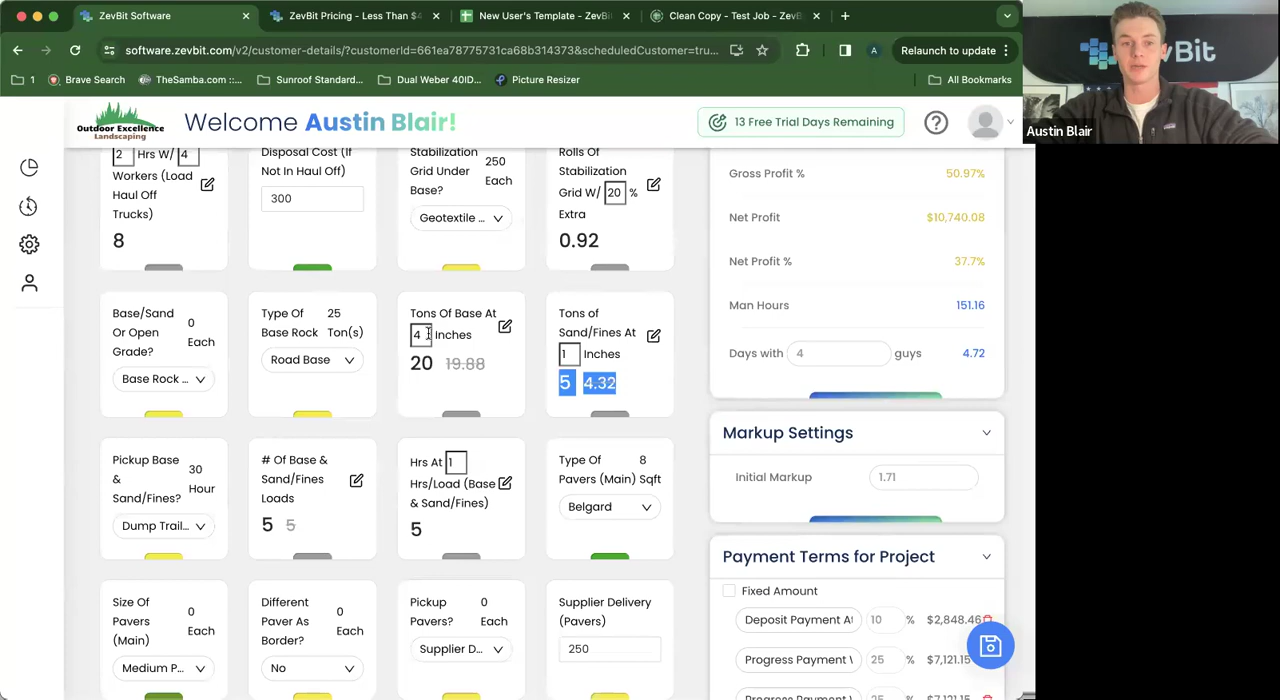 ZevBit Software
ZevBit Pricing - Less Than $4
New User's Template - ZevBi
Clean Copy - Test Job - ZevB
software.zevbit.com/v2/customer-details/?customerId=661ea78775731ca68b314373&scheduledCustomer=tru...
A
Relaunch to update
1
Brave Search
TheSamba.com ::...
Sunroof Standard...
Dual Weber 40ID...
Picture Resizer
All Bookmarks
Bit
Austin Blair
Outdoor Excellence
Landscaping
Welcome Austin Blair!
13 Free Trial Days Remaining
2 Hrs W/ 4
Workers (Load
Haul Off
Trucks)
8
Disposal Cost (If
Not In Haul Off)
300
Stabilization
Grid Under
Base?
250
Each
Geotextile ...
Rolls Of
Stabilization
Grid W/ 20 %
Extra
0.92
Base/Sand
Or Open
Grade?
0
Each
Base Rock ...
Type Of
Base Rock
25
Ton(s)
Road Base
Tons Of Base At
4 Inches
20 19.88
Tons of
Sand/Fines At
1 Inches
5 4.32
Pickup Base
&
Sand/Fines?
30
Hour
Dump Trail...
# Of Base &
Sand/Fines
Loads
5 5
Hrs At 1
Hrs/Load (Base
& Sand/Fines)
5
Type Of
Pavers (Main)
8
Sqft
Belgard
Size Of
Pavers
(Main)
0
Each
Medium P...
Different
Paver As
Border?
0
Each
No
Pickup
Pavers?
0
Each
Supplier D...
Supplier Delivery
(Pavers)
250
Gross Profit % 50.97%
Net Profit $10,740.08
Net Profit % 37.7%
Man Hours 151.16
Days with 4 guys 4.72
Markup Settings
Initial Markup 1.71
Payment Terms for Project
Fixed Amount
Deposit Payment A 10 % $2,848.46
Progress Payment 25 % $7,121.15
25 % $7,121.15